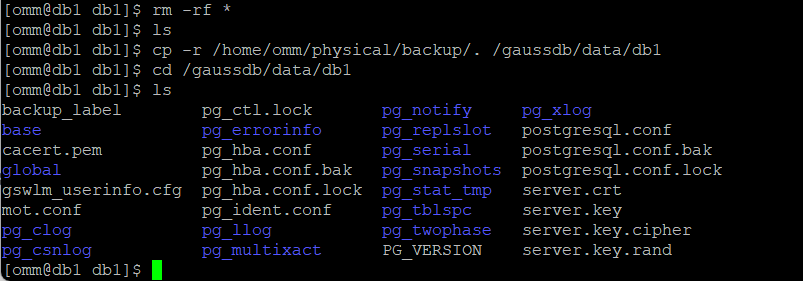 [omm@db1 db1]$ rm -rf *
[omm@db1 db1]$ ls
[omm@db1 db1]$ cp -r /home/omm/physical/backup/. /gaussdb/data/db1
[omm@db1 db1]$ cd /gaussdb/data/db1
[omm@db1 db1]$ ls
backup_label        pg_ctl.lock       pg_notify     pg_xlog
base                pg_errorinfo      pg_replslot   postgresql.conf
cacert.pem          pg_hba.conf       pg_serial     postgresql.conf.bak
global              pg_hba.conf.bak   pg_snapshots  postgresql.conf.lock
gswlm_userinfo.cfg  pg_hba.conf.lock  pg_stat_tmp   server.crt
mot.conf            pg_ident.conf     pg_tblspc     server.key
pg_clog             pg_llog           pg_twophase   server.key.cipher
pg_csnlog           pg_multixact      PG_VERSION    server.key.rand
[omm@db1 db1]$